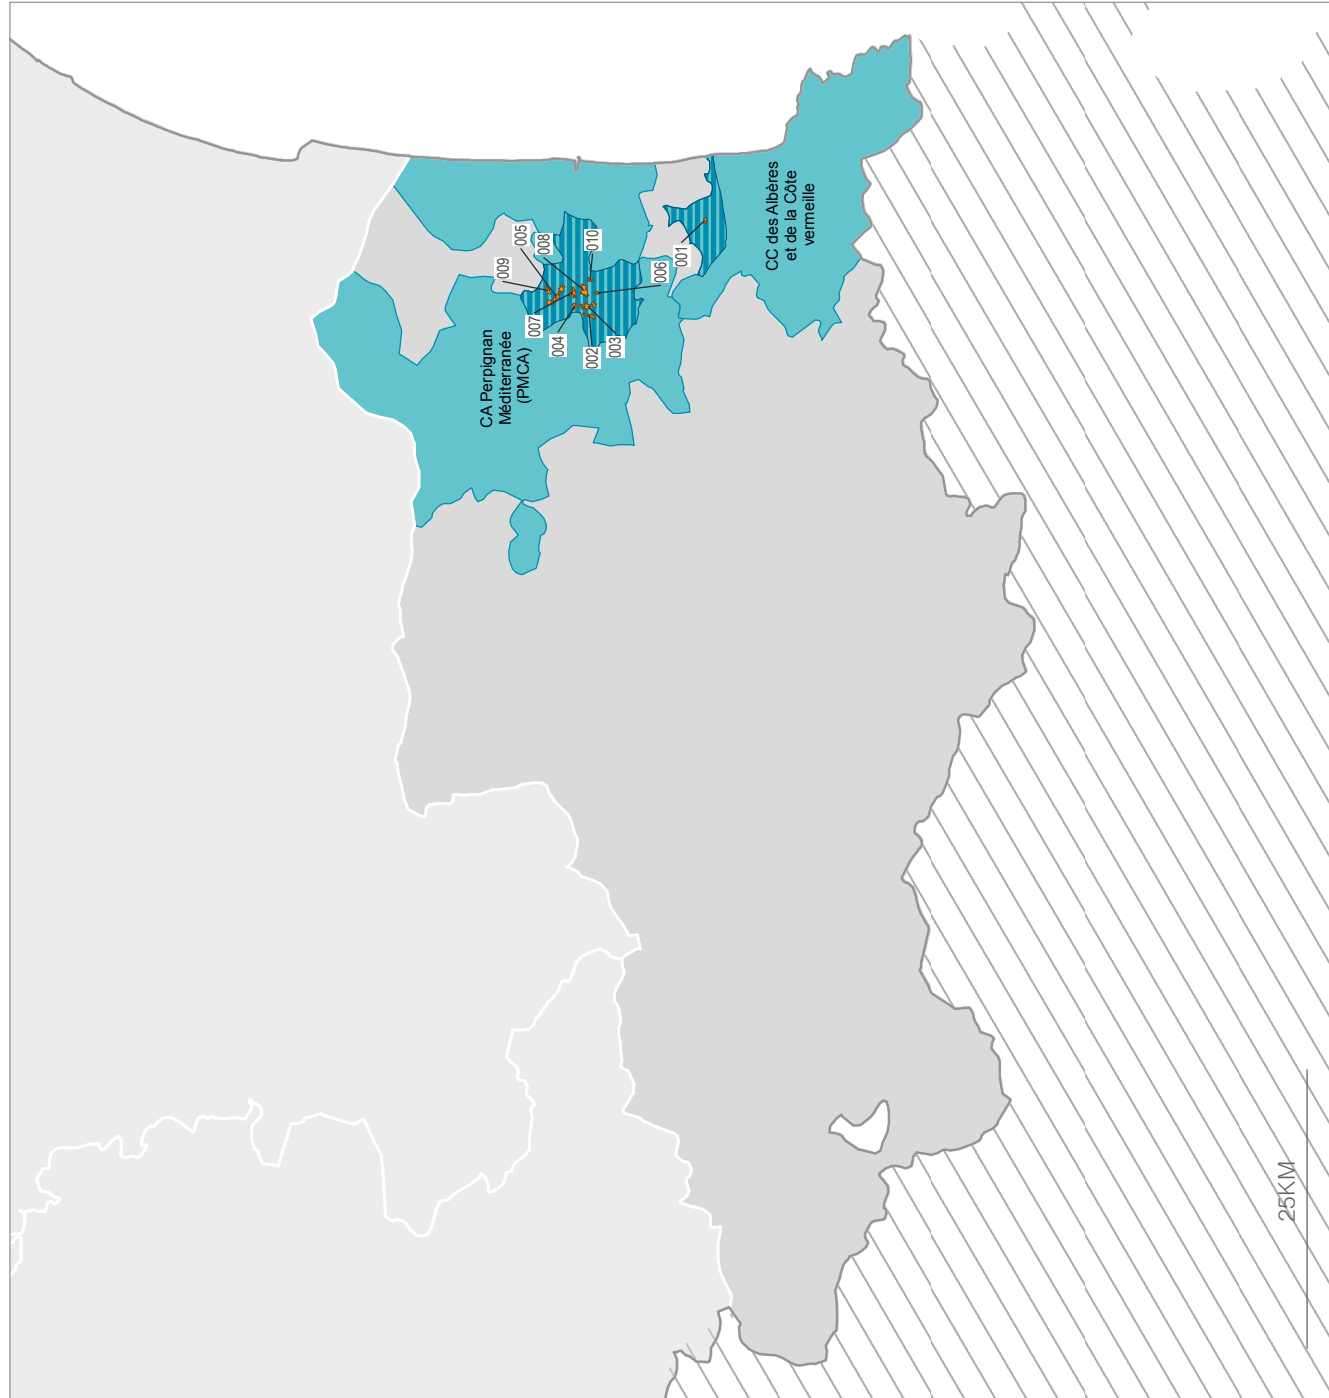 009
005
008
010
007
004
002
003
006
001
CA Perpignan
Méditerranée
(PMCA)
CC des Albères
et de la Côte
vermeille
25KM